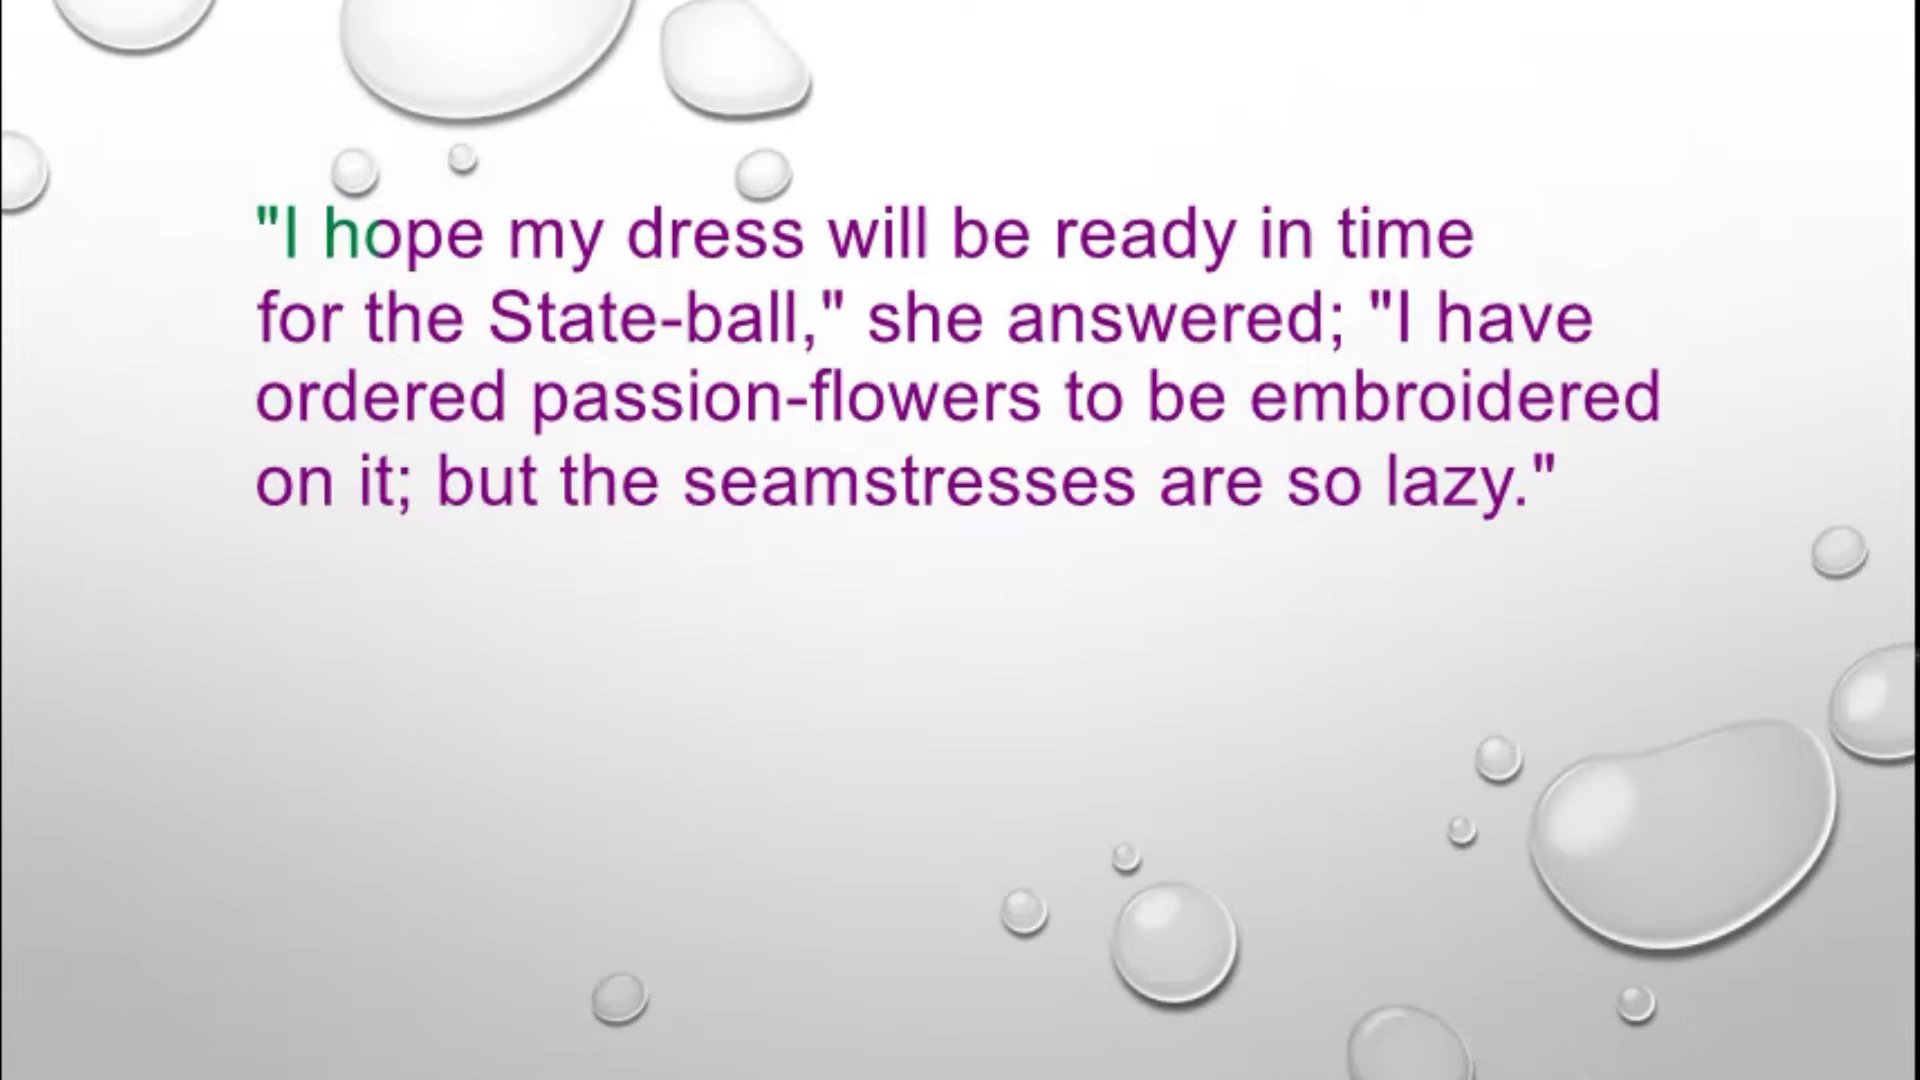 "I hope my dress will be ready in time
for the State-ball," she answered; "I have
ordered passion-flowers to be embroidered
on it; but the seamstresses are so lazy."